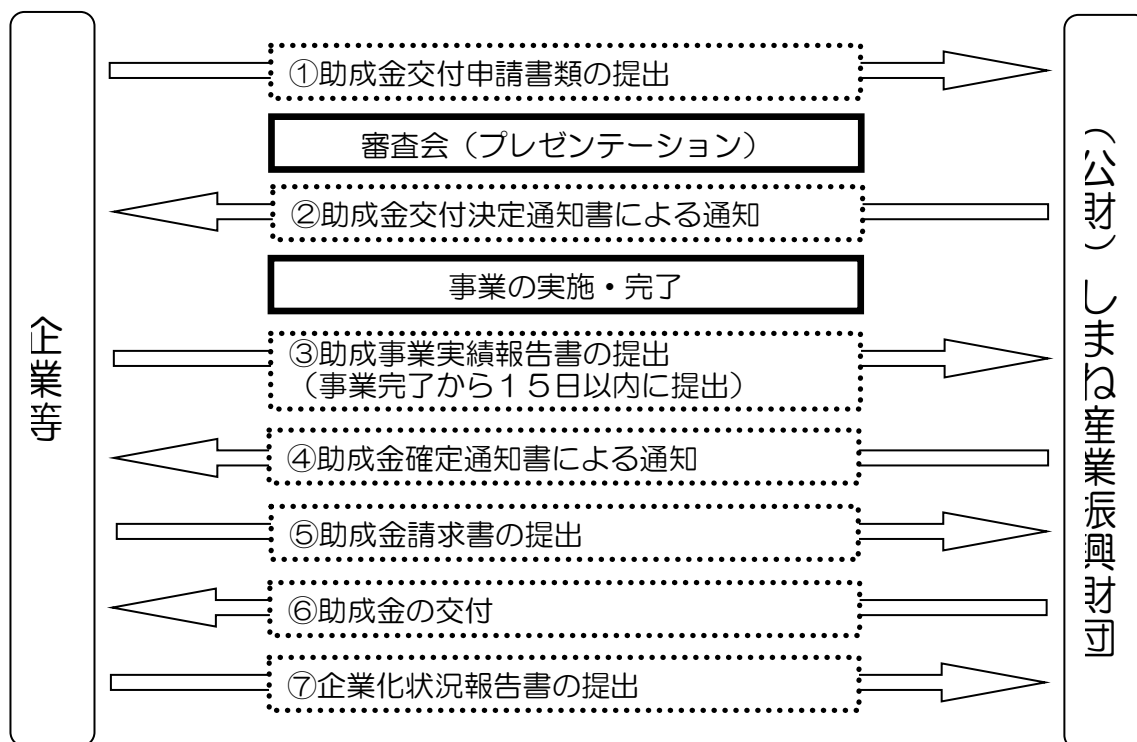 企業等
①助成金交付申請書類の提出
審査会（プレゼンテーション）
②助成金交付決定通知書による通知
事業の実施・完了
③助成事業実績報告書の提出
（事業完了から１５日以内に提出）
④助成金確定通知書による通知
⑤助成金請求書の提出
⑥助成金の交付
⑦企業化状況報告書の提出
（公財）しまね産業振興財団